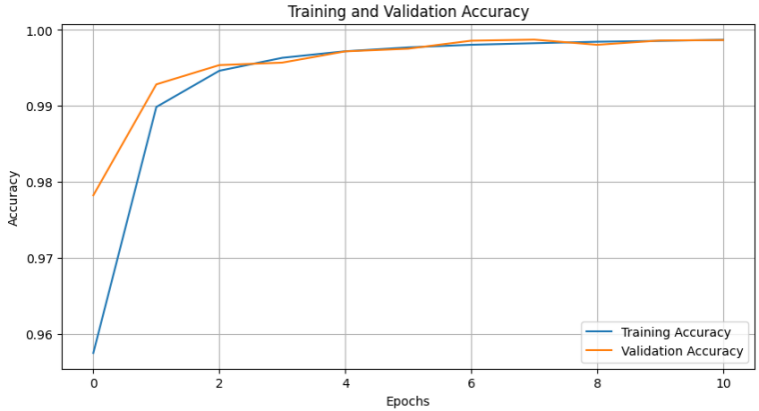 Training and Validation Accuracy
1.00
0.99
0.98
0.97
0.96
Accuracy
0 2 4 6 8 10
Epochs
Training Accuracy
Validation Accuracy